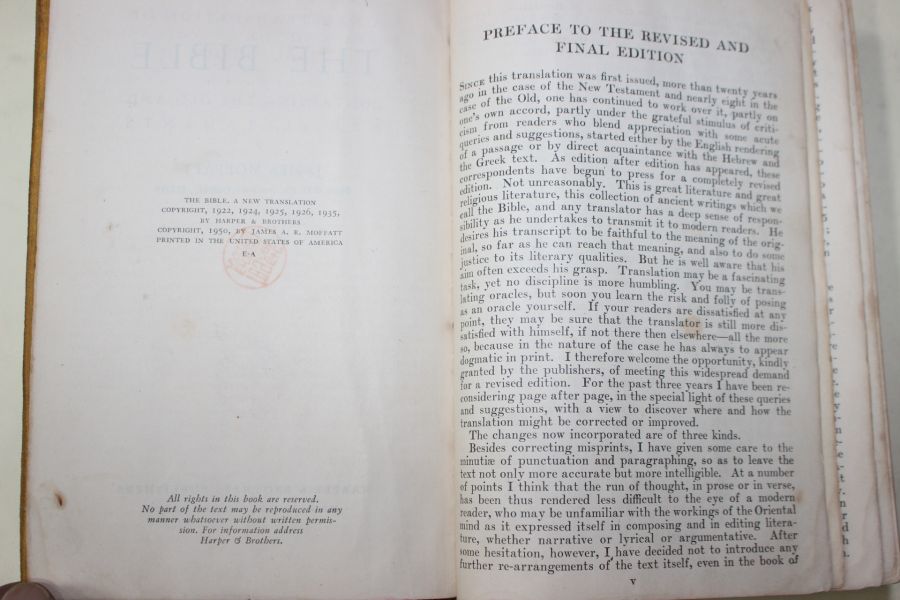 THE BIBLE. A NEW TRANSLATION
COPYRIGHT, 1922, 1924, 1925, 1926, 1935,
BY HARPER & BROTHERS
COPYRIGHT, 1950, BY JAMES A. R. MOFFATT
PRINTED IN THE UNITED STATES OF AMERICA
E-A
All rights in this book are reserved.
No part of the text may be reproduced in any
manner whatsoever without written permis-
sion. For information address
Harper & Brothers.
PREFACE TO THE REVISED AND
FINAL EDITION
SINCE this translation was first issued, more than twenty years
ago in the case of the New Testament and nearly eight in the
case of the Old, one has continued to work over it, partly on
one's own accord, partly under the grateful stimulus of criti-
cism from readers who blend appreciation with some acute
queries and suggestions, started either by the English rendering
of a passage or by direct acquaintance with the Hebrew and
the Greek text. As edition after edition has appeared, these
correspondents have begun to press for a completely revised
edition. Not unreasonably. This is great literature and great
religious literature, this collection of ancient writings which we
call the Bible, and any translator has a deep sense of respon-
sibility as he undertakes to transmit it to modern readers. He
desires his transcript to be faithful to the meaning of the orig-
inal, so far as he can reach that meaning, and also to do some
justice to its literary qualities. But he is well aware that his
aim often exceeds his grasp. Translation may be a fascinating
task, yet no discipline is more humbling. You may be trans-
lating oracles, but soon you learn the risk and folly of posing
as an oracle yourself. If your readers are dissatisfied at any
point, they may be sure that the translator is still more dis-
satisfied with himself, if not there then elsewhere—all the more
so, because in the nature of the case he has always to appear
dogmatic in print. I therefore welcome the opportunity, kindly
granted by the publishers, of meeting this widespread demand
for a revised edition. For the past three years I have been re-
considering page after page, in the special light of these queries
and suggestions, with a view to discover where and how the
translation might be corrected or improved.
The changes now incorporated are of three kinds.
Besides correcting misprints, I have given some care to the
minutiæ of punctuation and paragraphing, so as to leave the
text not only more accurate but more intelligible. At a number
of points I think that the run of thought, in prose or in verse,
has been thus rendered less difficult to the eye of a modern
reader, who may be unfamiliar with the workings of the Oriental
mind as it expressed itself in composing and in editing litera-
ture, whether narrative or lyrical or argumentative. After
some hesitation, however, I have decided not to introduce any
further re-arrangements of the text itself, even in the book of
v